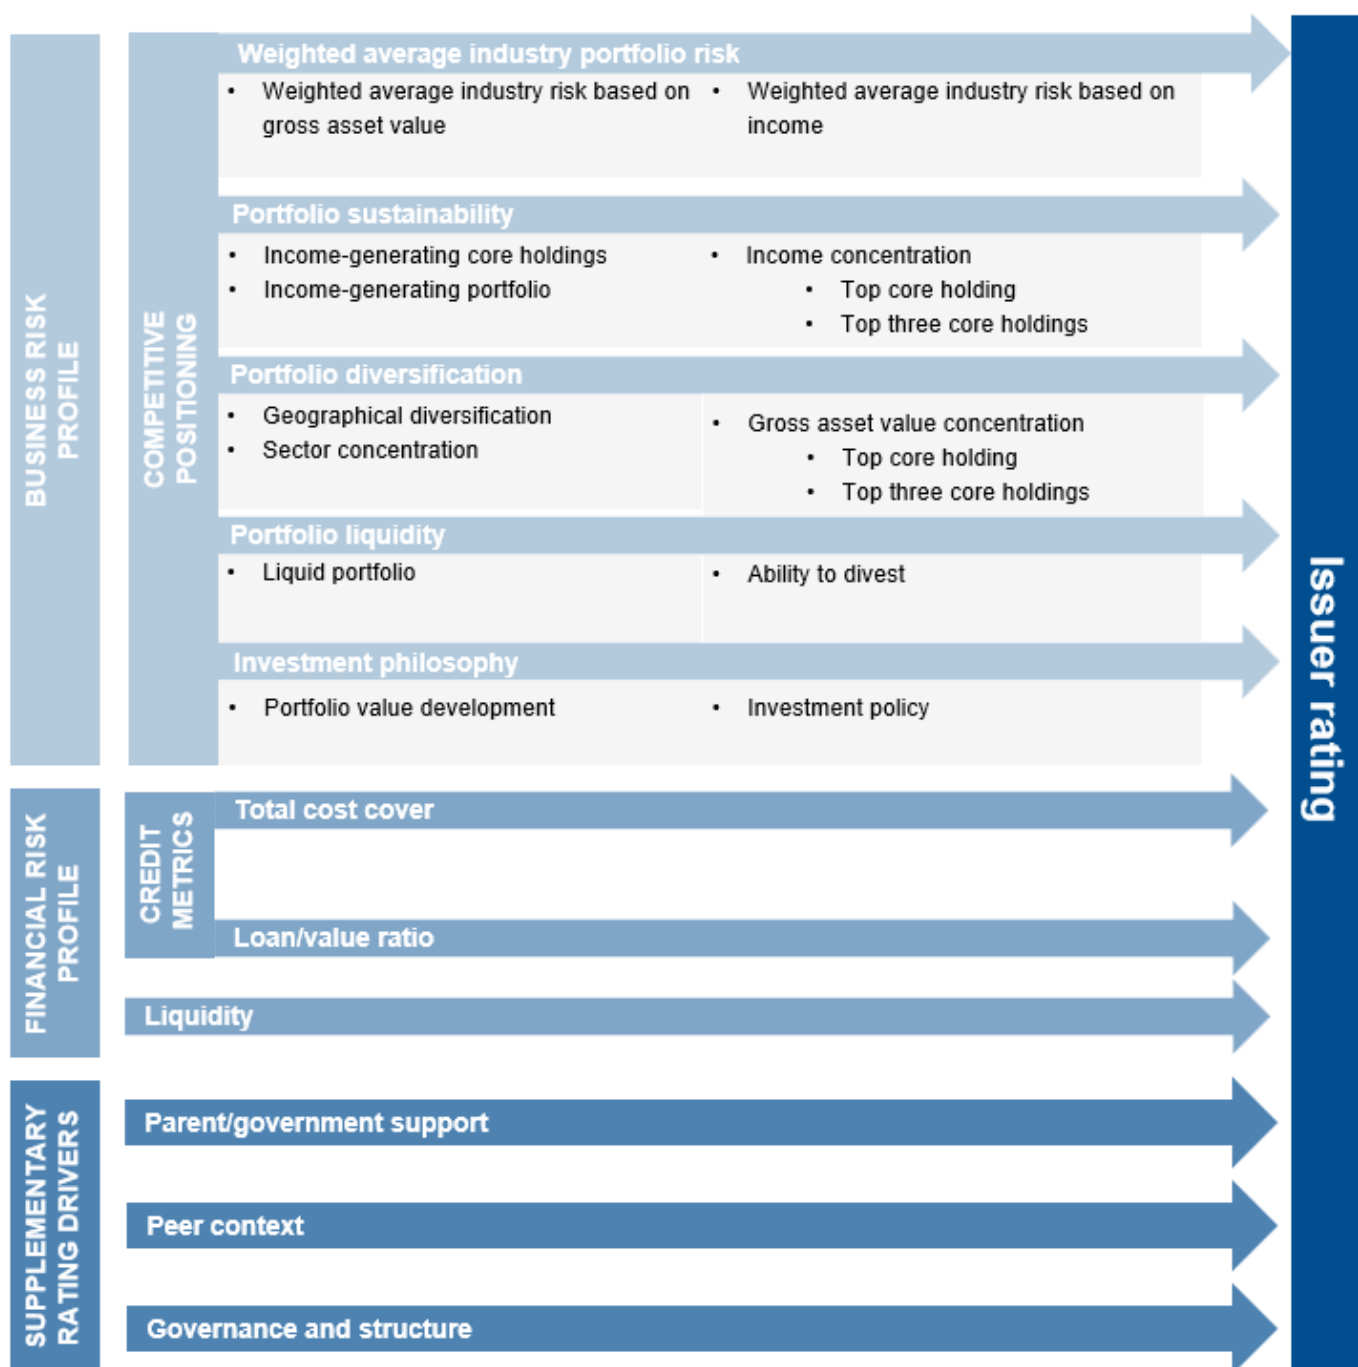 BUSINESS RISK
PROFILE
COMPETITIVE
POSITIONING
Weighted average industry portfolio risk
• Weighted average industry risk based on
gross asset value
• Weighted average industry risk based on
income
Portfolio sustainability
• Income-generating core holdings
• Income-generating portfolio
• Income concentration
• Top core holding
• Top three core holdings
Portfolio diversification
• Geographical diversification
• Sector concentration
• Gross asset value concentration
• Top core holding
• Top three core holdings
Portfolio liquidity
• Liquid portfolio
• Ability to divest
Investment philosophy
• Portfolio value development
• Investment policy
FINANCIAL RISK
PROFILE
CREDIT
METRICS
Total cost cover
Loan/value ratio
Liquidity
SUPPLEMENTARY
RATING DRIVERS
Parent/government support
Peer context
Governance and structure
Issuer rating